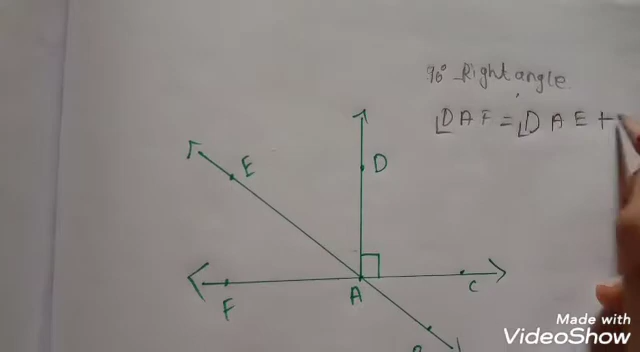 90° Right angle
∟DAF = ∟DAE +
E
D
F
A
C
Made with
VideoShow